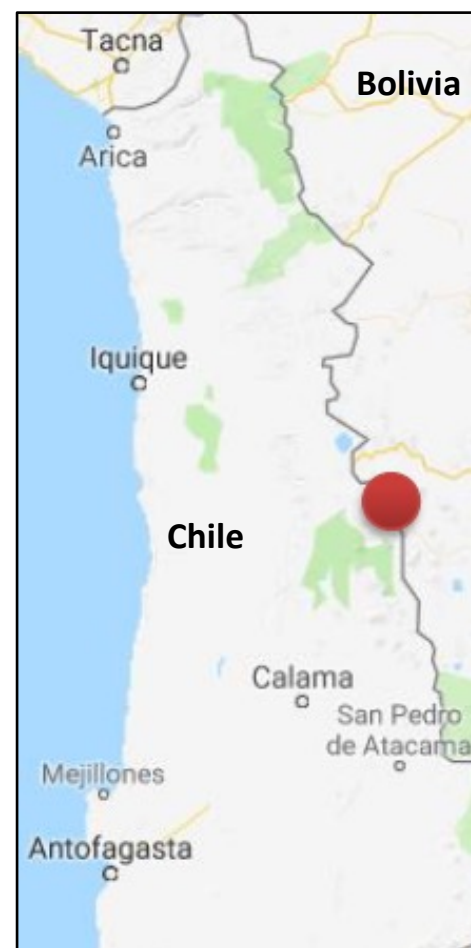 Tacna
Bolivia
Arica
Iquique
Chile
Calama
San Pedro
de Atacama
Mejillones
Antofagasta